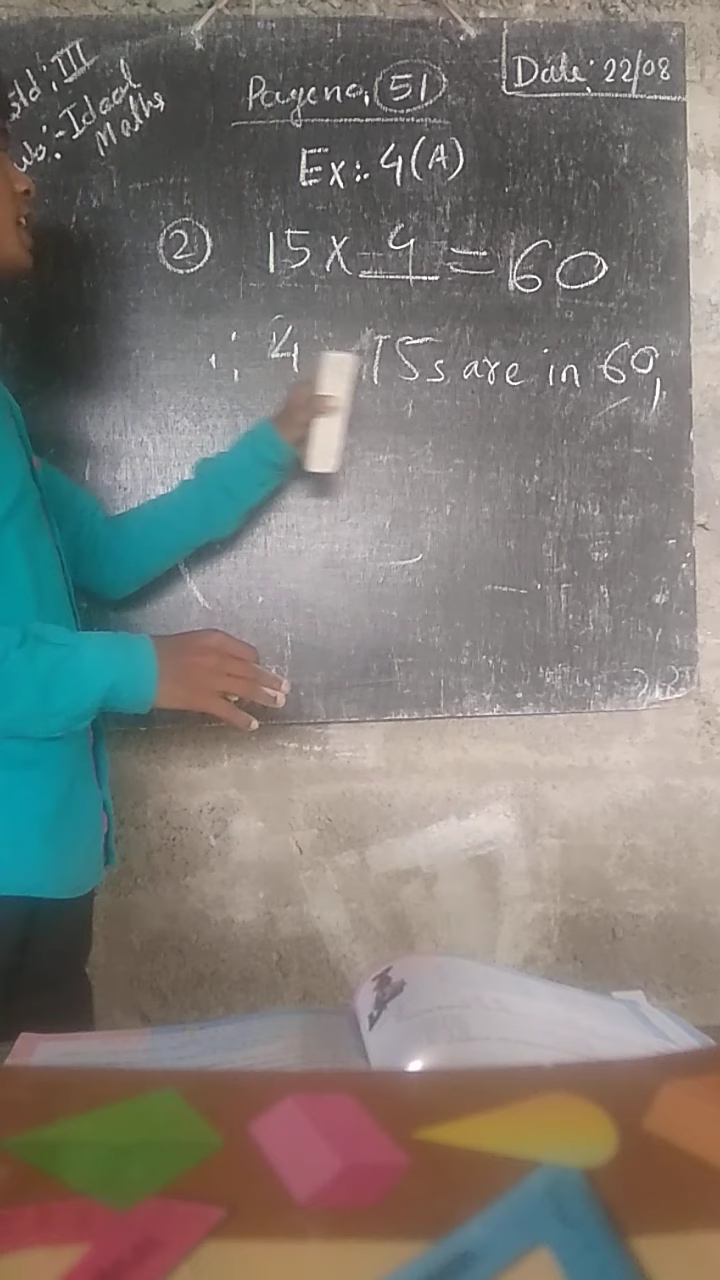 std:III
Wb:- Ideal
Maths
Page no, 51
Date: 22/08
Ex:- 4(A)
2 15 x 4 = 60
∴ 4 15s are in 60,